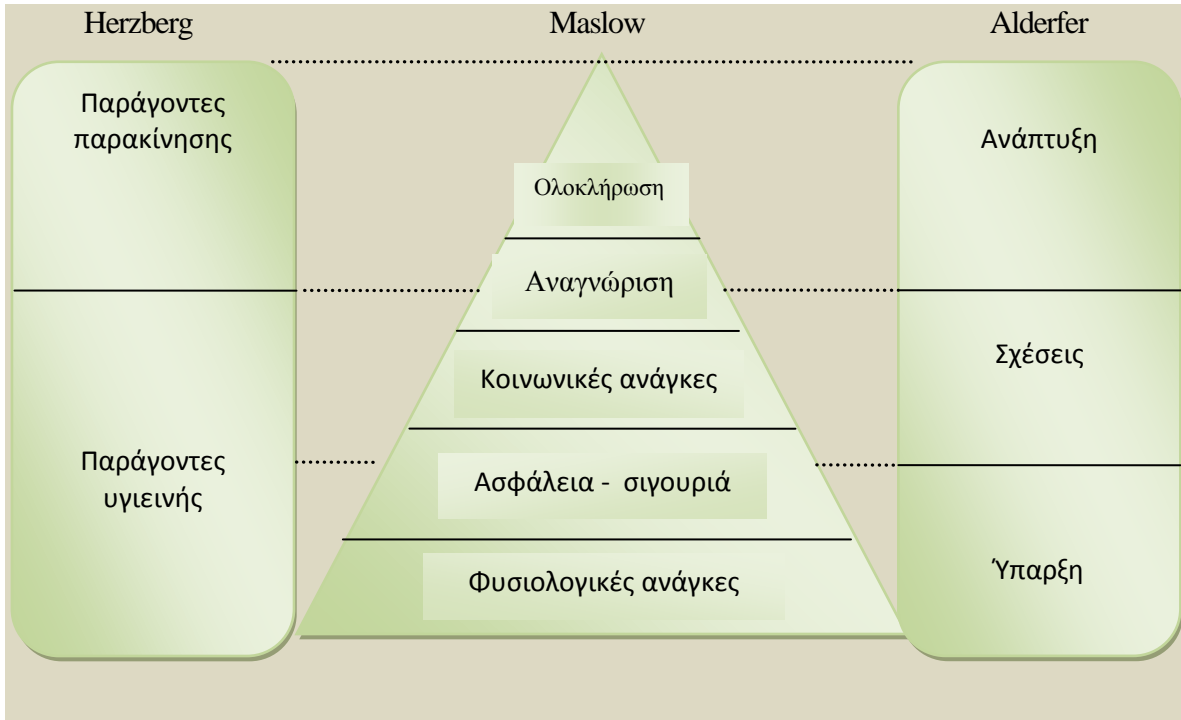 Herzberg
Maslow
Alderfer
Παράγοντες
παρακίνησης
Παράγοντες
υγιεινής
Ολοκλήρωση
Αναγνώριση
Κοινωνικές ανάγκες
Ασφάλεια - σιγουριά
Φυσιολογικές ανάγκες
Ανάπτυξη
Σχέσεις
Ύπαρξη